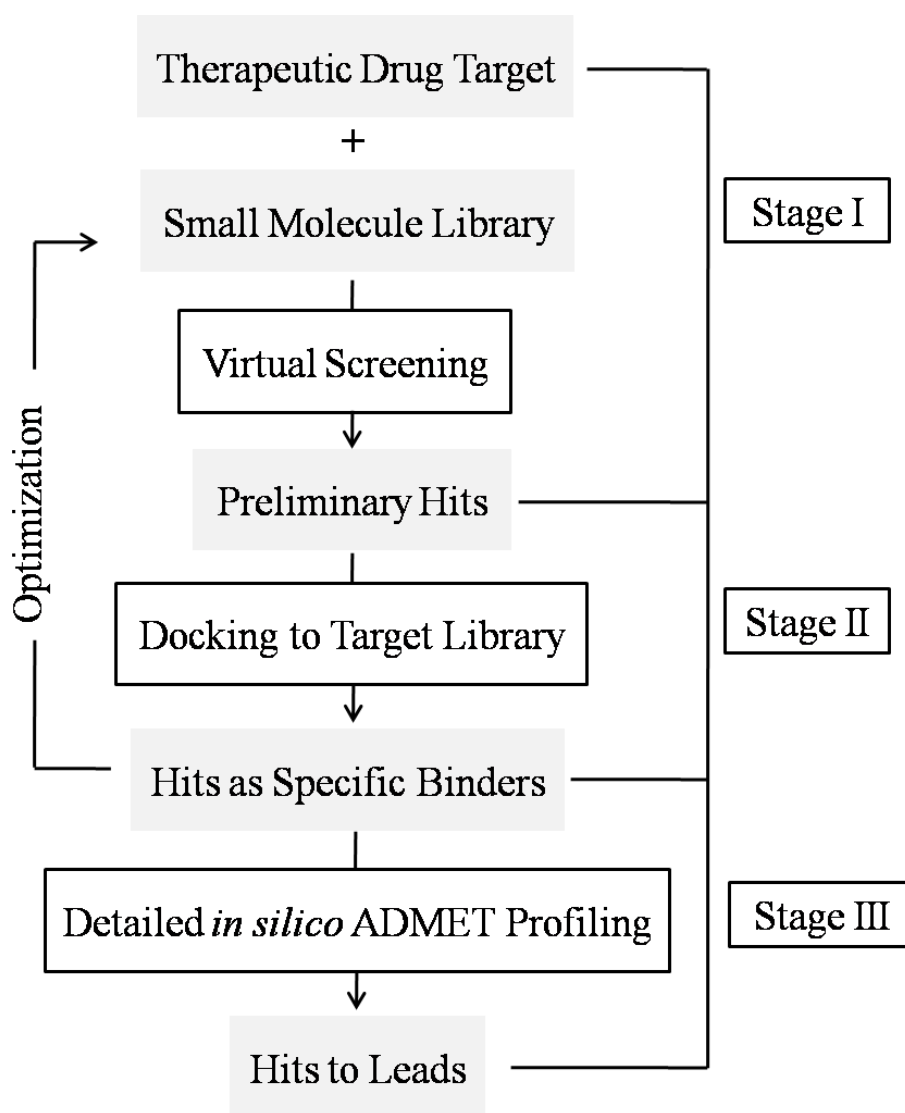 Therapeutic Drug Target
+
Small Molecule Library
Stage I
Virtual Screening
Optimization
Preliminary Hits
Docking to Target Library
Stage II
Hits as Specific Binders
Detailed in silico ADMET Profiling
Stage III
Hits to Leads